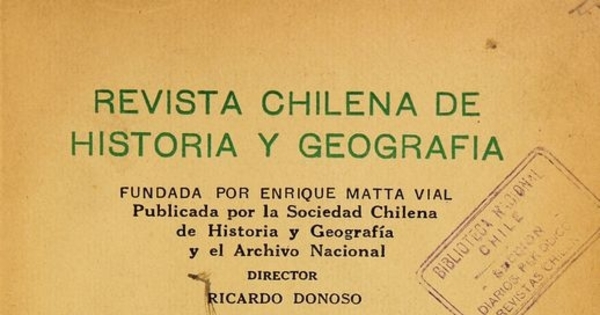 REVISTA CHILENA DE
HISTORIA Y GEOGRAFIA
FUNDADA POR ENRIQUE MATTA VIAL
Publicada por la Sociedad Chilena
de Historia y Geografía
y el Archivo Nacional
DIRECTOR
RICARDO DONOSO
BIBLIOTECA NACIONAL
CHILE
SECCION
DIARIOS, PERIODICOS
REVISTAS